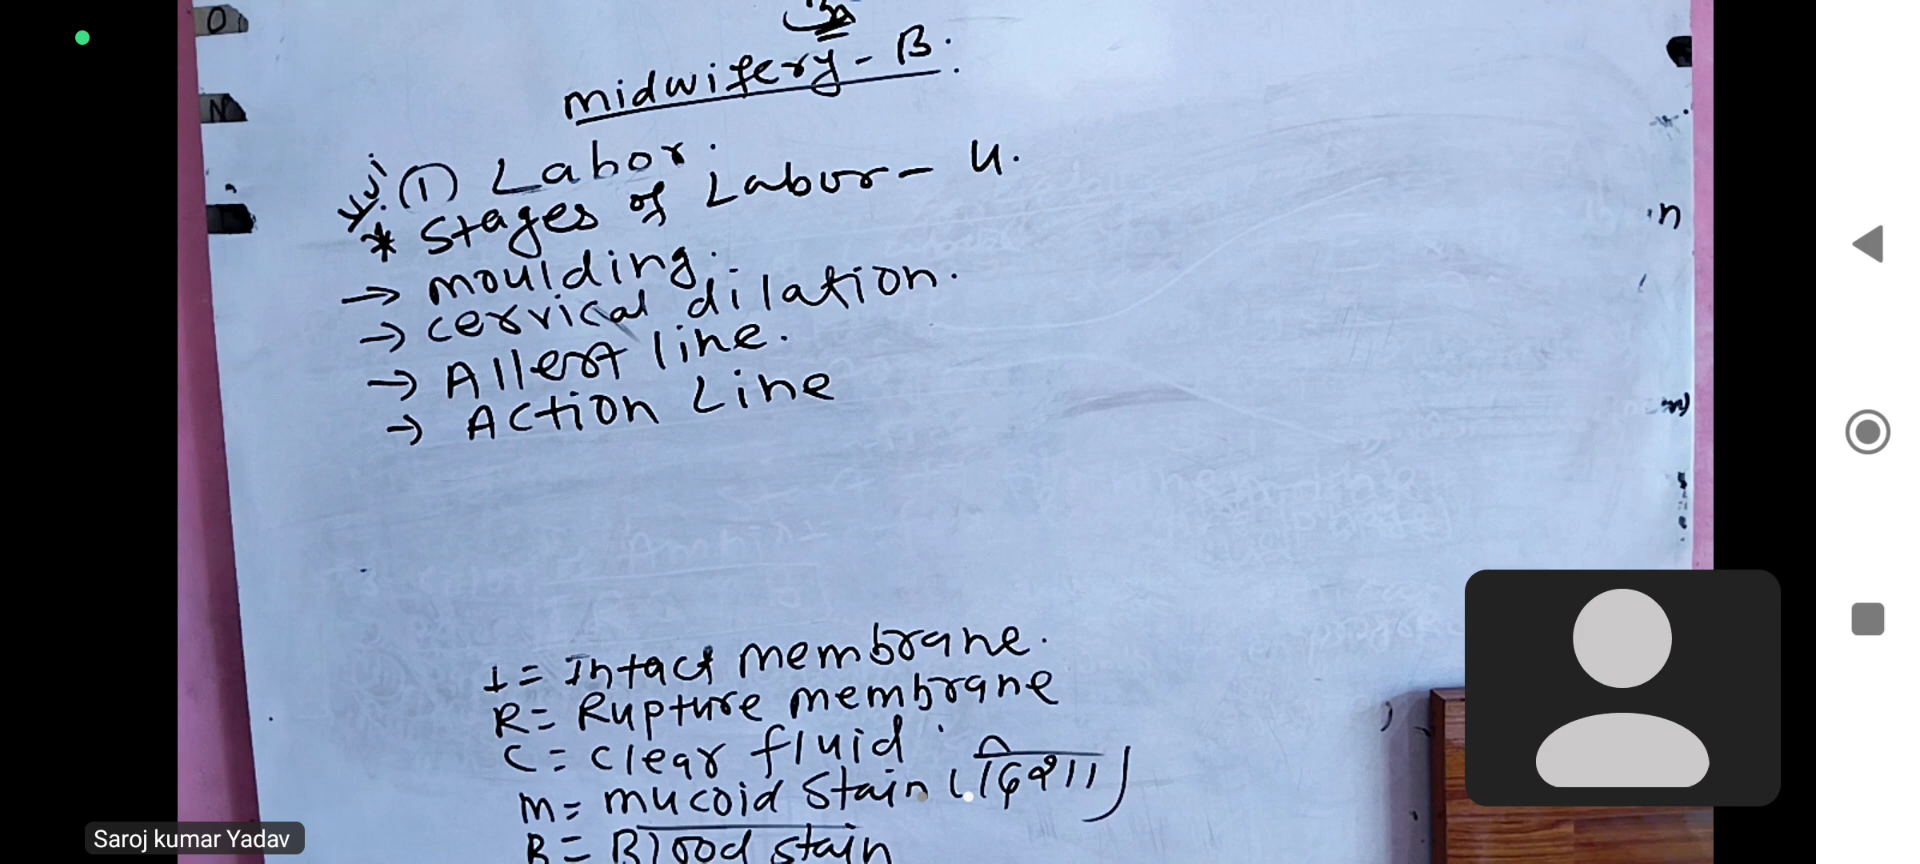 midwifery - B.
V.V.i ① Labor.
* Stages of Labor - 4.
→ moulding.
→ cervical dilation.
→ Allert line.
→ Action Line
I = Intact membrane.
R = Rupture membrane
C = clear fluid.
M = mucoid stain (दिशा)
B = Blood stain
Saroj kumar Yadav
O
N
n